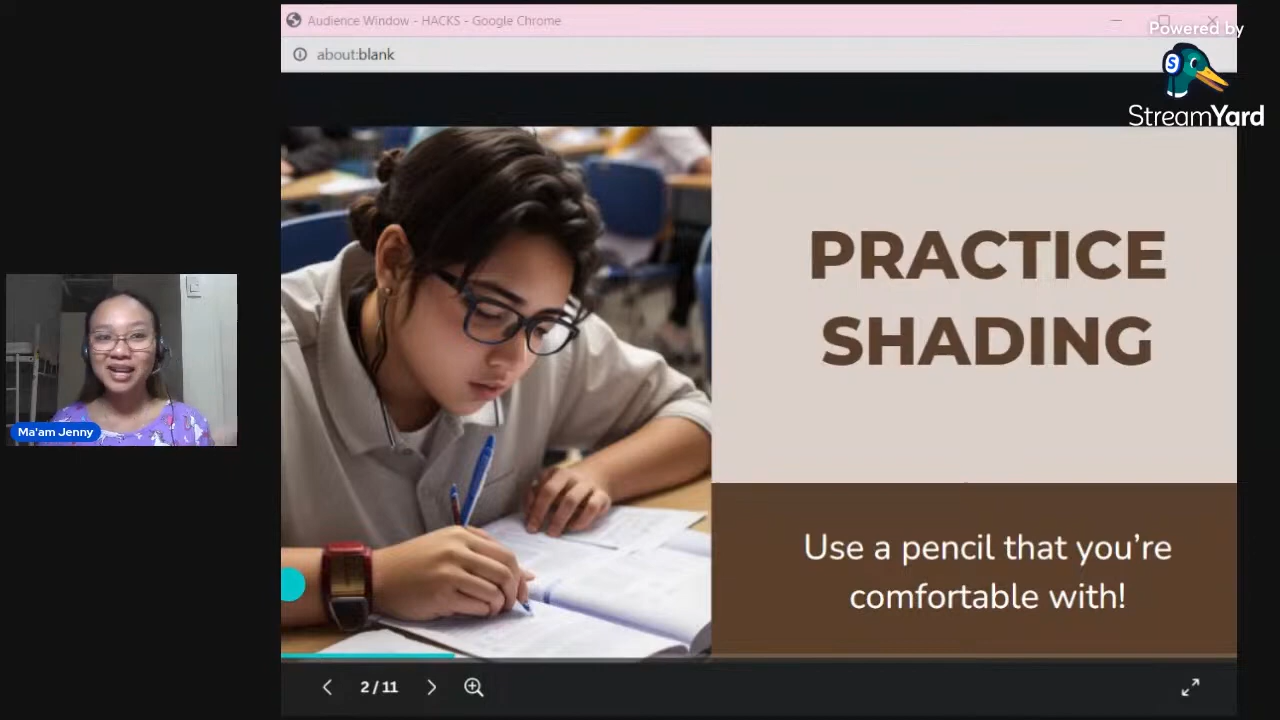 Audience Window - HACKS - Google Chrome
about:blank
Powered by
S
StreamYard
PRACTICE
SHADING
Use a pencil that you're
comfortable with!
Ma'am Jenny
2 / 11